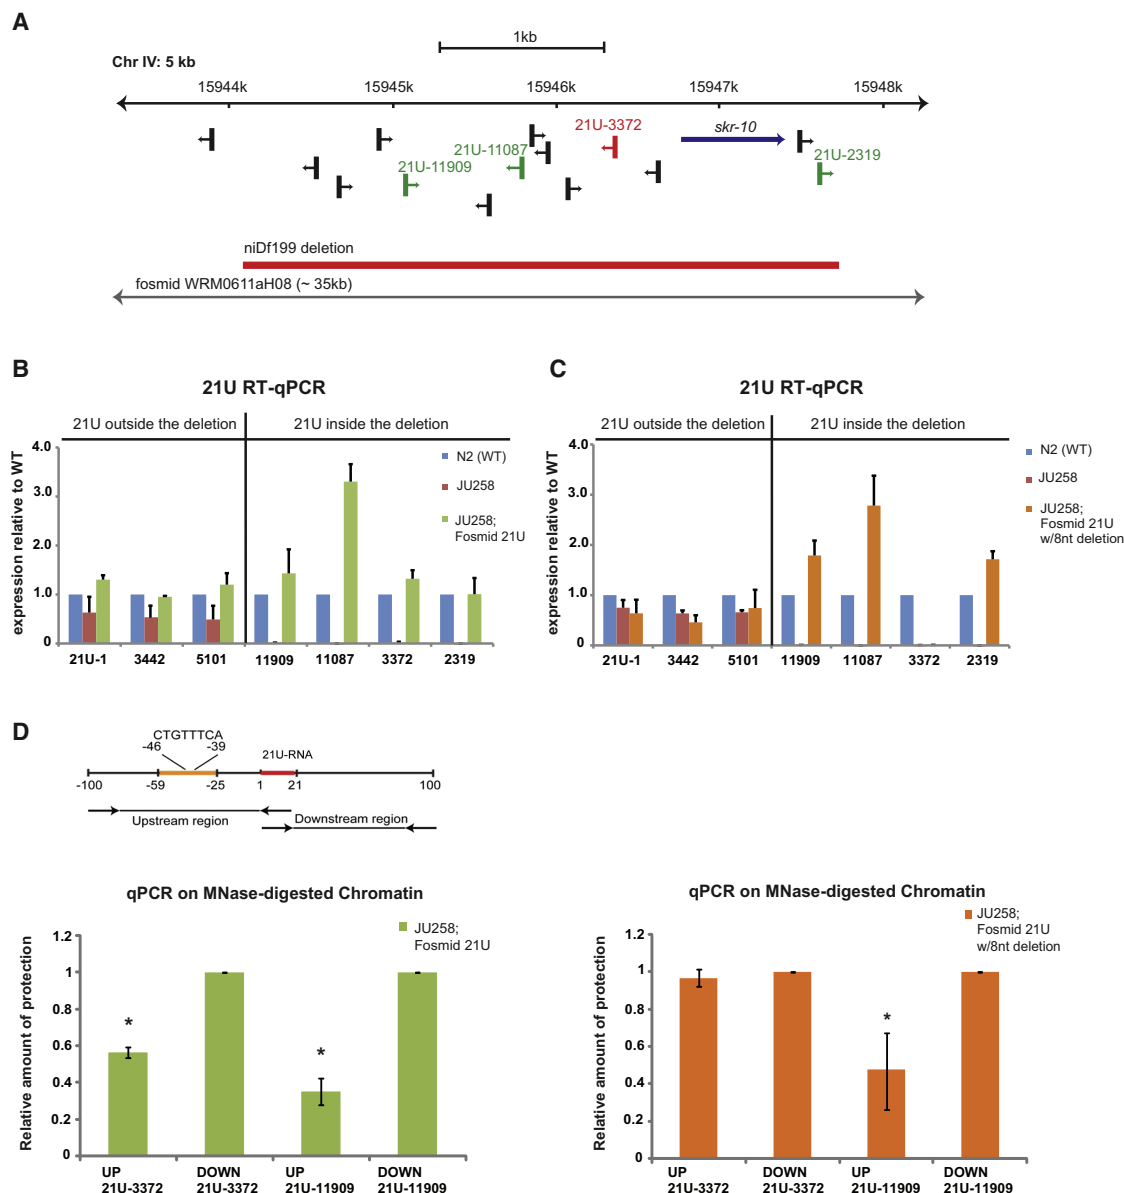 A
1kb
Chr IV: 5 kb
15944k 15945k 15946k 15947k 15948k
21U-3372
skr-10
21U-11087
21U-2319
21U-11909
niDf199 deletion
fosmid WRM0611aH08 (~ 35kb)
B
21U RT-qPCR
21U outside the deletion
21U inside the deletion
expression relative to WT
4.0
3.0
2.0
1.0
0
N2 (WT)
JU258
JU258;
Fosmid 21U
21U-1 3442 5101 11909 11087 3372 2319
C
21U RT-qPCR
21U outside the deletion
21U inside the deletion
expression relative to WT
4.0
3.0
2.0
1.0
0
N2 (WT)
JU258
JU258;
Fosmid 21U
w/8nt deletion
21U-1 3442 5101 11909 11087 3372 2319
D
CTGTTTCA
-46 -39
21U-RNA
-100 -59 -25 1 21 100
Upstream region
Downstream region
qPCR on MNase-digested Chromatin
JU258;
Fosmid 21U
Relative amount of protection
1.2
1
0.8
0.6
0.4
0.2
0
*
*
UP DOWN UP DOWN
21U-3372 21U-3372 21U-11909 21U-11909
qPCR on MNase-digested Chromatin
JU258;
Fosmid 21U
w/8nt deletion
Relative amount of protection
1.2
1
0.8
0.6
0.4
0.2
0
*
UP DOWN UP DOWN
21U-3372 21U-3372 21U-11909 21U-11909